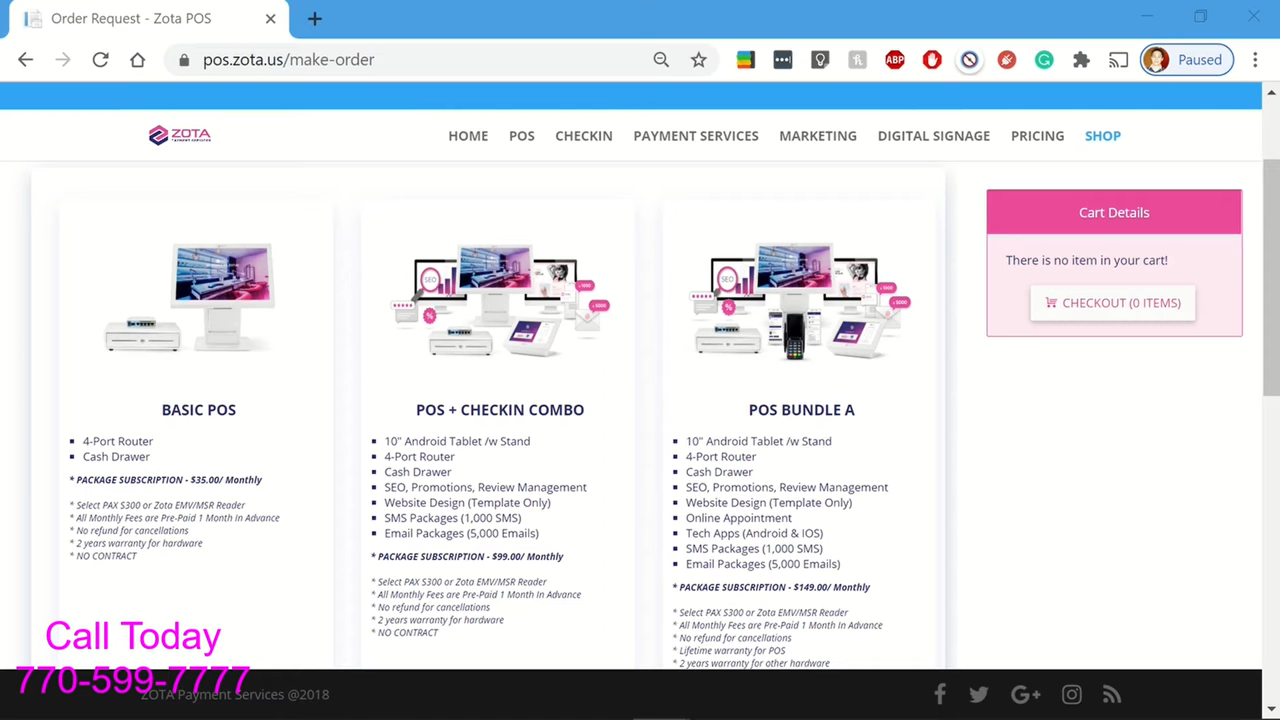 Order Request - Zota POS
pos.zota.us/make-order
ABP
Paused
ZOTA
PAYMENT SERVICES
HOME POS CHECKIN PAYMENT SERVICES MARKETING DIGITAL SIGNAGE PRICING SHOP
Cart Details
There is no item in your cart!
CHECKOUT (0 ITEMS)
BASIC POS
4-Port Router
Cash Drawer
* PACKAGE SUBSCRIPTION - $35.00/ Monthly
* Select PAX S300 or Zota EMV/MSR Reader
* All Monthly Fees are Pre-Paid 1 Month In Advance
* No refund for cancellations
* 2 years warranty for hardware
* NO CONTRACT
SEO
POS + CHECKIN COMBO
10" Android Tablet /w Stand
4-Port Router
Cash Drawer
SEO, Promotions, Review Management
Website Design (Template Only)
SMS Packages (1,000 SMS)
Email Packages (5,000 Emails)
* PACKAGE SUBSCRIPTION - $99.00/ Monthly
* Select PAX S300 or Zota EMV/MSR Reader
* All Monthly Fees are Pre-Paid 1 Month In Advance
* No refund for cancellations
* 2 years warranty for hardware
* NO CONTRACT
SEO
POS BUNDLE A
10" Android Tablet /w Stand
4-Port Router
Cash Drawer
SEO, Promotions, Review Management
Website Design (Template Only)
Online Appointment
Tech Apps (Android & IOS)
SMS Packages (1,000 SMS)
Email Packages (5,000 Emails)
* PACKAGE SUBSCRIPTION - $149.00/ Monthly
* Select PAX S300 or Zota EMV/MSR Reader
* All Monthly Fees are Pre-Paid 1 Month In Advance
* No refund for cancellations
* Lifetime warranty for POS
* 2 years warranty for other hardware
Call Today
770-599-7777
ZOTA Payment Services @2018